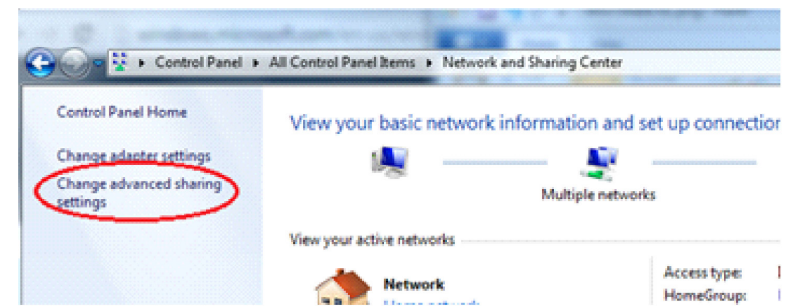 Control Panel ▸ All Control Panel Items ▸ Network and Sharing Center
Control Panel Home
Change adapter settings
Change advanced sharing
settings
View your basic network information and set up connection
Multiple networks
View your active networks
Network
Home network
Access type:
HomeGroup: